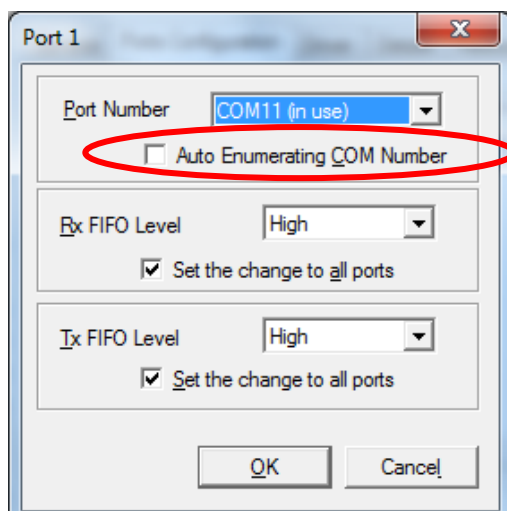 Port 1
Port Number COM11 (in use)
Auto Enumerating COM Number
Rx FIFO Level High
Set the change to all ports
Tx FIFO Level High
Set the change to all ports
OK Cancel